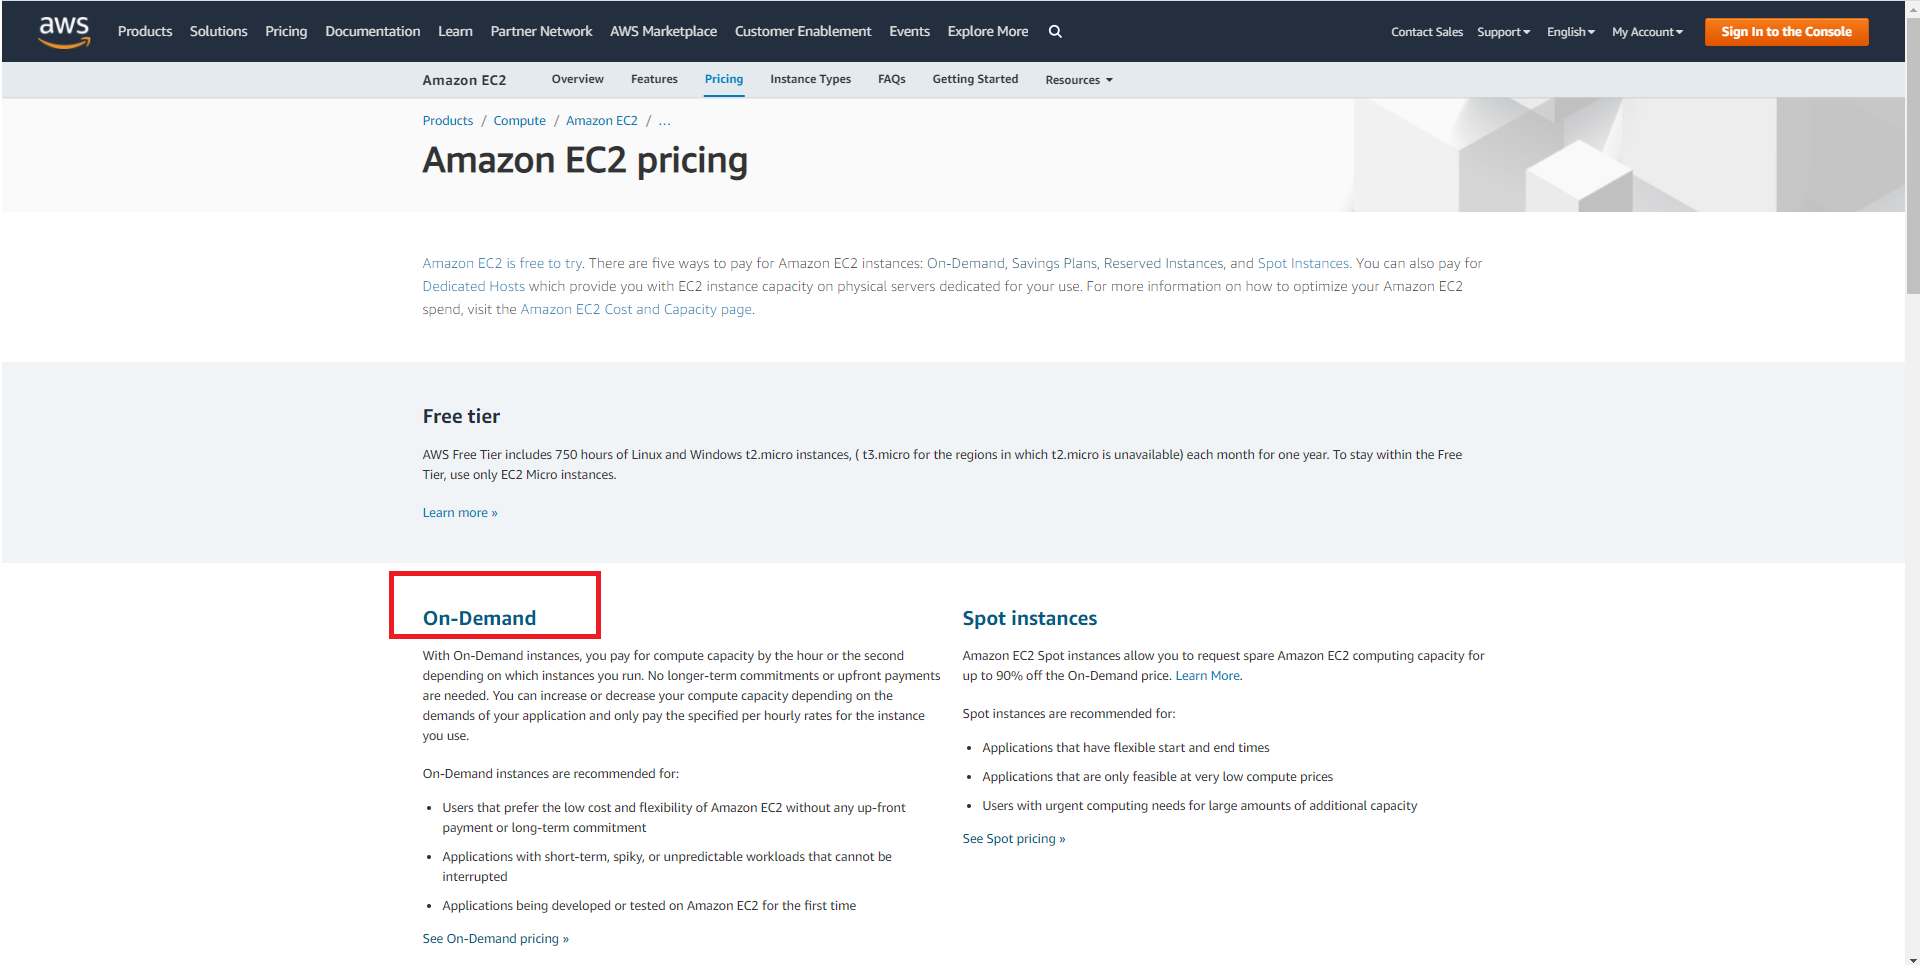 aws
Products Solutions Pricing Documentation Learn Partner Network AWS Marketplace Customer Enablement Events Explore More
Contact Sales Support English My Account Sign In to the Console
Amazon EC2 Overview Features Pricing Instance Types FAQs Getting Started Resources
Products / Compute / Amazon EC2 / ...
Amazon EC2 pricing
Amazon EC2 is free to try. There are five ways to pay for Amazon EC2 instances: On-Demand, Savings Plans, Reserved Instances, and Spot Instances. You can also pay for
Dedicated Hosts which provide you with EC2 instance capacity on physical servers dedicated for your use. For more information on how to optimize your Amazon EC2
spend, visit the Amazon EC2 Cost and Capacity page.
Free tier
AWS Free Tier includes 750 hours of Linux and Windows t2.micro instances, ( t3.micro for the regions in which t2.micro is unavailable) each month for one year. To stay within the Free
Tier, use only EC2 Micro instances.
Learn more »
On-Demand
With On-Demand instances, you pay for compute capacity by the hour or the second
depending on which instances you run. No longer-term commitments or upfront payments
are needed. You can increase or decrease your compute capacity depending on the
demands of your application and only pay the specified per hourly rates for the instance
you use.
On-Demand instances are recommended for:
• Users that prefer the low cost and flexibility of Amazon EC2 without any up-front
payment or long-term commitment
• Applications with short-term, spiky, or unpredictable workloads that cannot be
interrupted
• Applications being developed or tested on Amazon EC2 for the first time
See On-Demand pricing »
Spot instances
Amazon EC2 Spot instances allow you to request spare Amazon EC2 computing capacity for
up to 90% off the On-Demand price. Learn More.
Spot instances are recommended for:
• Applications that have flexible start and end times
• Applications that are only feasible at very low compute prices
• Users with urgent computing needs for large amounts of additional capacity
See Spot pricing »